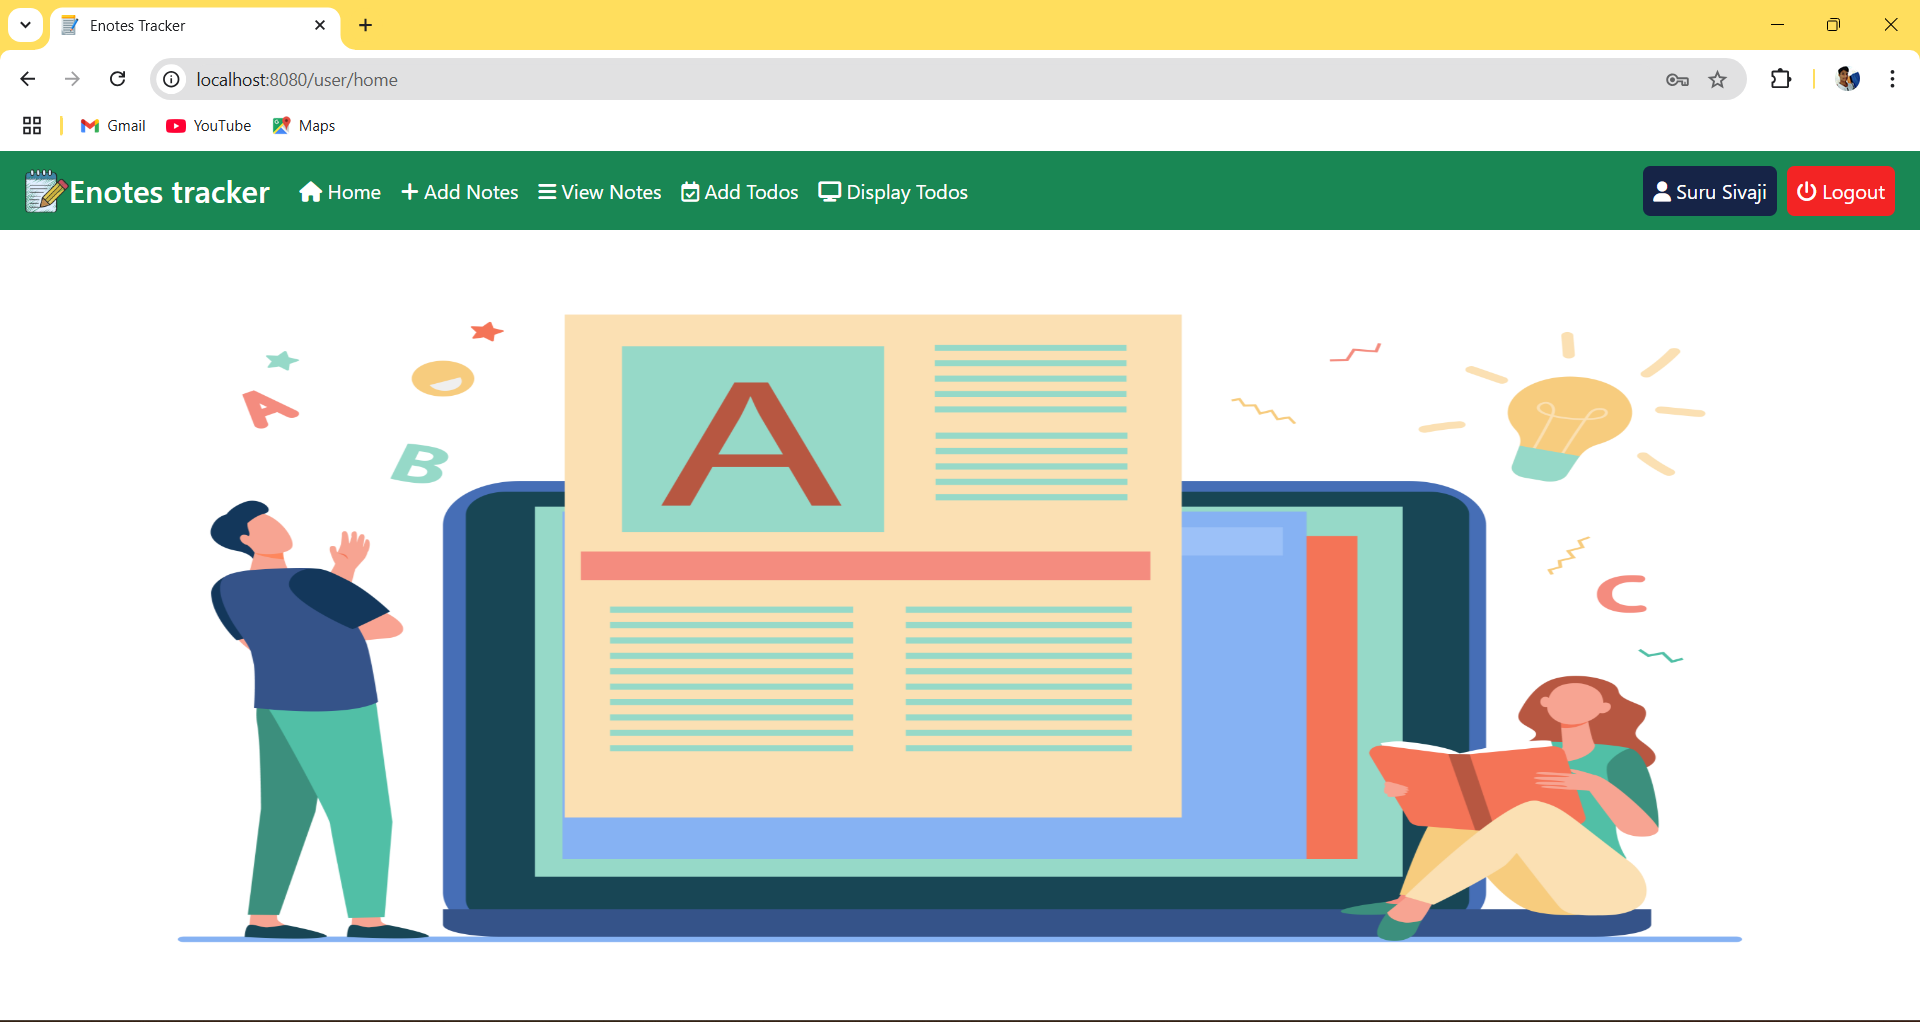 Enotes Tracker
localhost:8080/user/home
Gmail YouTube Maps
Enotes tracker Home Add Notes View Notes Add Todos Display Todos Suru Sivaji Logout
A
A
B
C